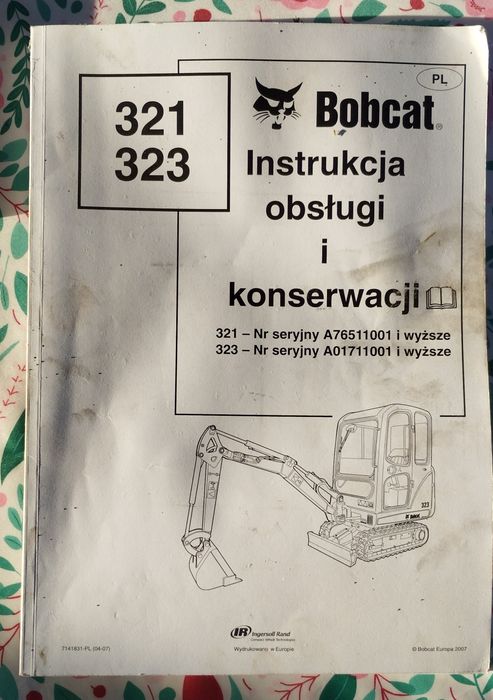 PL
321
323
Bobcat®
Instrukcja
obsługi
i
konserwacji
321 – Nr seryjny A76511001 i wyższe
323 – Nr seryjny A01711001 i wyższe
323
Bobcat
IR Ingersoll Rand
Compact Vehicle Technologies
7141831-PL (04-07)
Wydrukowano w Europie
© Bobcat Europa 2007